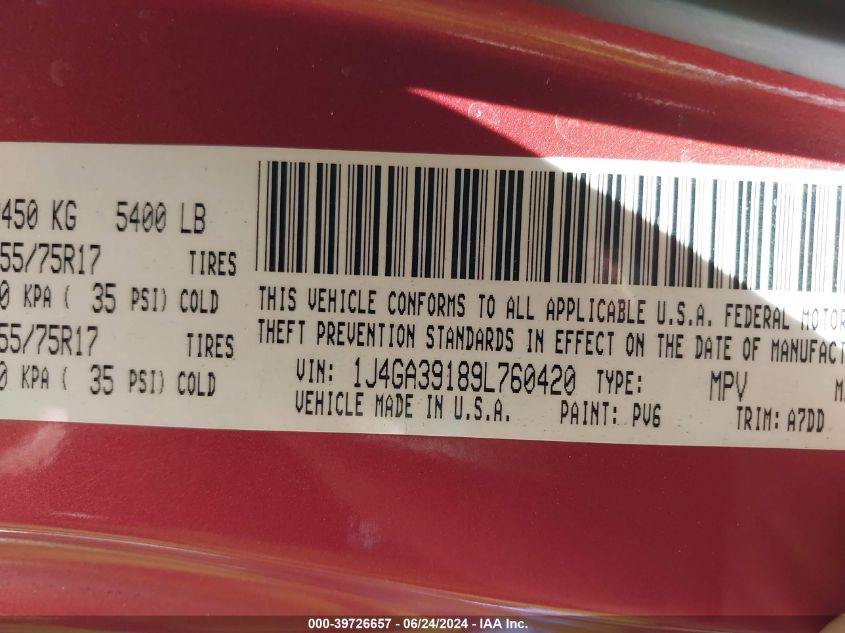 450 KG 5400 LB
55/75R17 TIRES
0 KPA ( 35 PSI) COLD
55/75R17 TIRES
0 KPA ( 35 PSI) COLD
THIS VEHICLE CONFORMS TO ALL APPLICABLE U.S.A. FEDERAL MOTOR
THEFT PREVENTION STANDARDS IN EFFECT ON THE DATE OF MANUFACT
VIN: 1J4GA39189L760420 TYPE: MPV
VEHICLE MADE IN U.S.A. PAINT: PV6 TRIM: A7DD
000-39726657 - 06/24/2024 - IAA Inc.